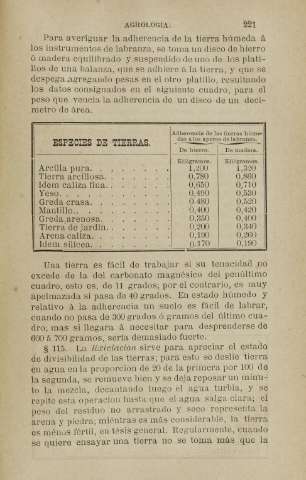 AGROLOGIA. 221
Para averiguar la adherencia de la tierra húmeda á
los instrumentos de labranza, se toma un disco de hierro
ó madera equilibrado y suspendido de uno de los plati-
llos de una balanza, que se adhiere á la tierra, y que se
despega agregando pesas en el otro platillo, resultando
los datos consignados en el siguiente cuadro, para el
peso que vencía la adherencia de un disco de un decí-
metro de área.
ESPECIES DE TIERRAS.
Adherencia de las tierras húme-
das á los aperos de labranza.
De hierro. De madera.
Kilógramos. Kilógramos.
Arcilla pura. 1,200 1,320
Tierra arcillosa. 0,780 0,860
Idem caliza fina. 0,650 0,710
Yeso. 0,490 0,530
Greda crasa. 0,480 0,520
Mantillo. 0,400 0,420
Greda arenosa. 0,350 0,400
Tierra de jardín. 0,290 0,340
Arena caliza. 0,190 0,200
Idem silícea. 0,170 0,190
Una tierra es fácil de trabajar si su tenacidad no
excede de la del carbonato magnésico del penúltimo
cuadro, esto es, de 11 grados; por el contrario, es muy
apelmazada si pasa de 40 grados. En estado húmedo y
relativo á la adherencia un suelo es fácil de labrar,
cuando no pasa de 300 grados ó gramos del último cua-
dro, mas si llegara á necesitar para desprenderse de
600 á 700 gramos, sería demasiado fuerte.
§ 115. La levigacion sirve para apreciar el estado
de divisibilidad de las tierras; para esto se deslie tierra
en agua en la proporcion de 20 de la primera por 100 de
la segunda, se remueve bien y se deja reposar un minu-
to la mezcla, decantando luego el agua turbia, y se
repite esta operacion hasta que el agua salga clara; el
peso del residuo no arrastrado y seco representa la
arena y piedra; miéntras es más considerable, la tierra
es ménos fértil, en tésis general. Regularmente, cuando
se quiere ensayar una tierra no se toma más que la